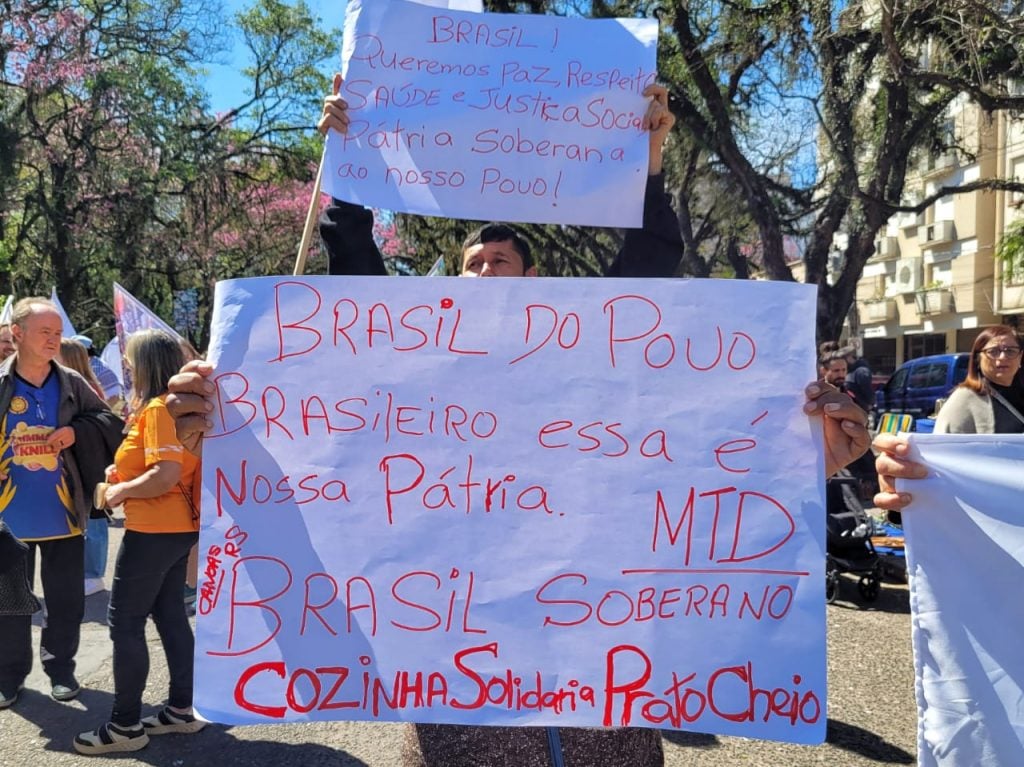 BRASIL!
Queremos Paz, Respeito
SAÚDE e JUSTIÇA Social
Pátria Soberana
ao nosso Povo!
BRASIL DO POVO
BRASILEIRO essa é
Nossa Pátria.
MTD
CANOAS RS
BRASIL SOBERANO
COZINHA Solidaria Prato Cheio